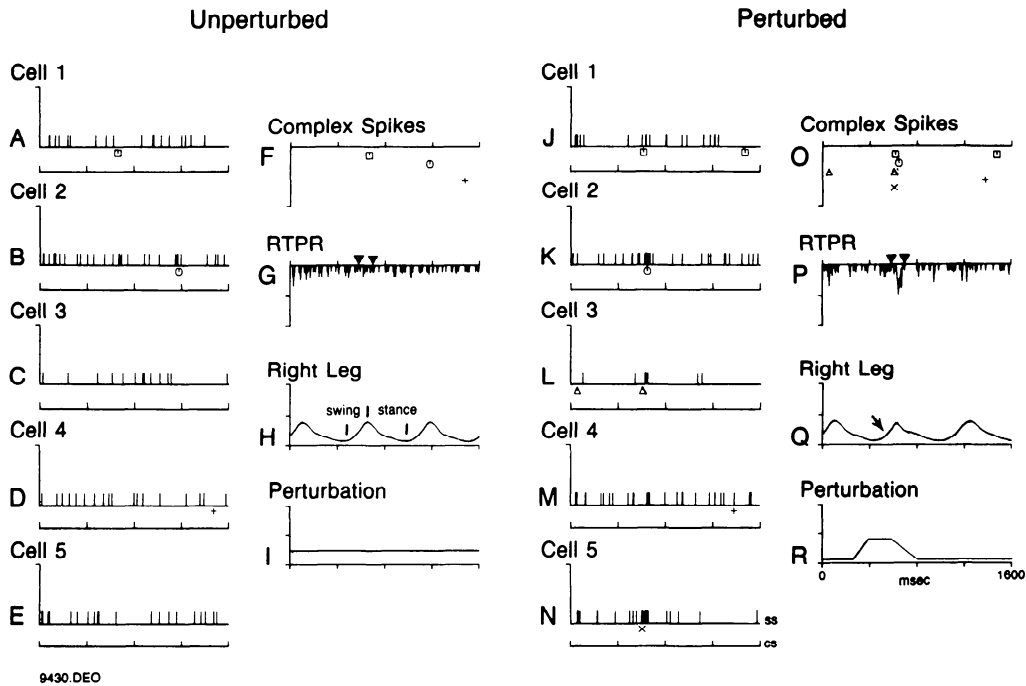 Unperturbed
Cell 1
A
Cell 2
B
Cell 3
C
Cell 4
D
Cell 5
E
Complex Spikes
F
RTPR
G
Right Leg
swing stance
H
Perturbation
I
Perturbed
Cell 1
J
Cell 2
K
Cell 3
L
Cell 4
M
Cell 5
N
ss
cs
Complex Spikes
O
RTPR
P
Right Leg
Q
Perturbation
R
0
msec
1600
9430.DEO